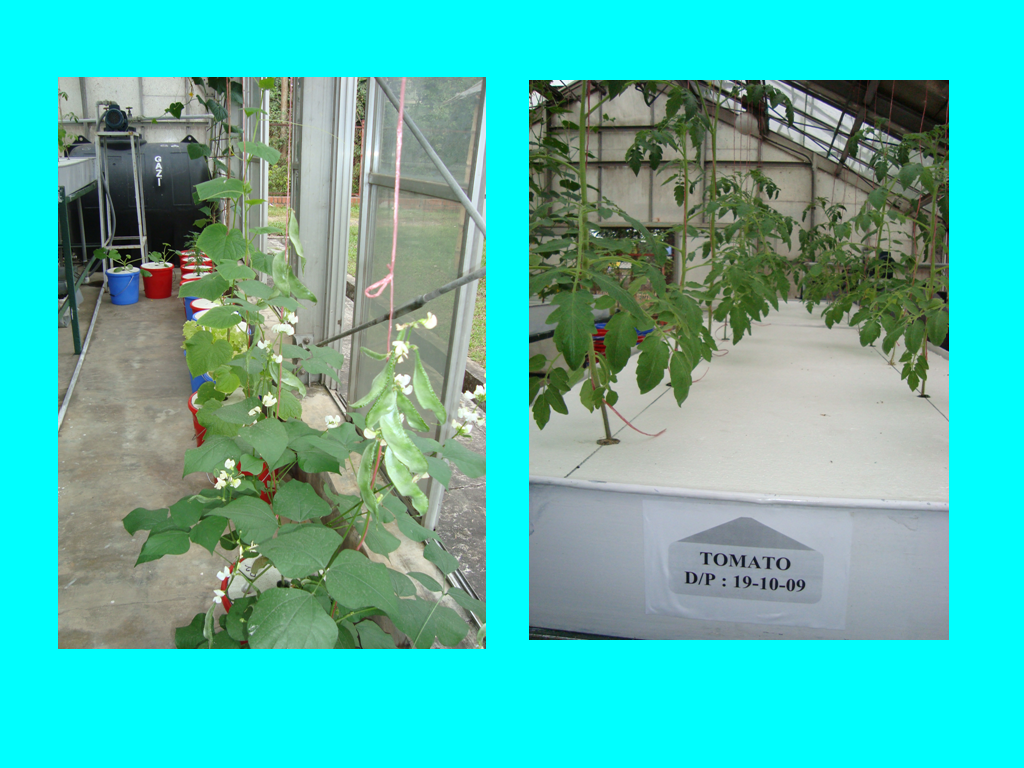 GAZI
TOMATO
D/P : 19-10-09